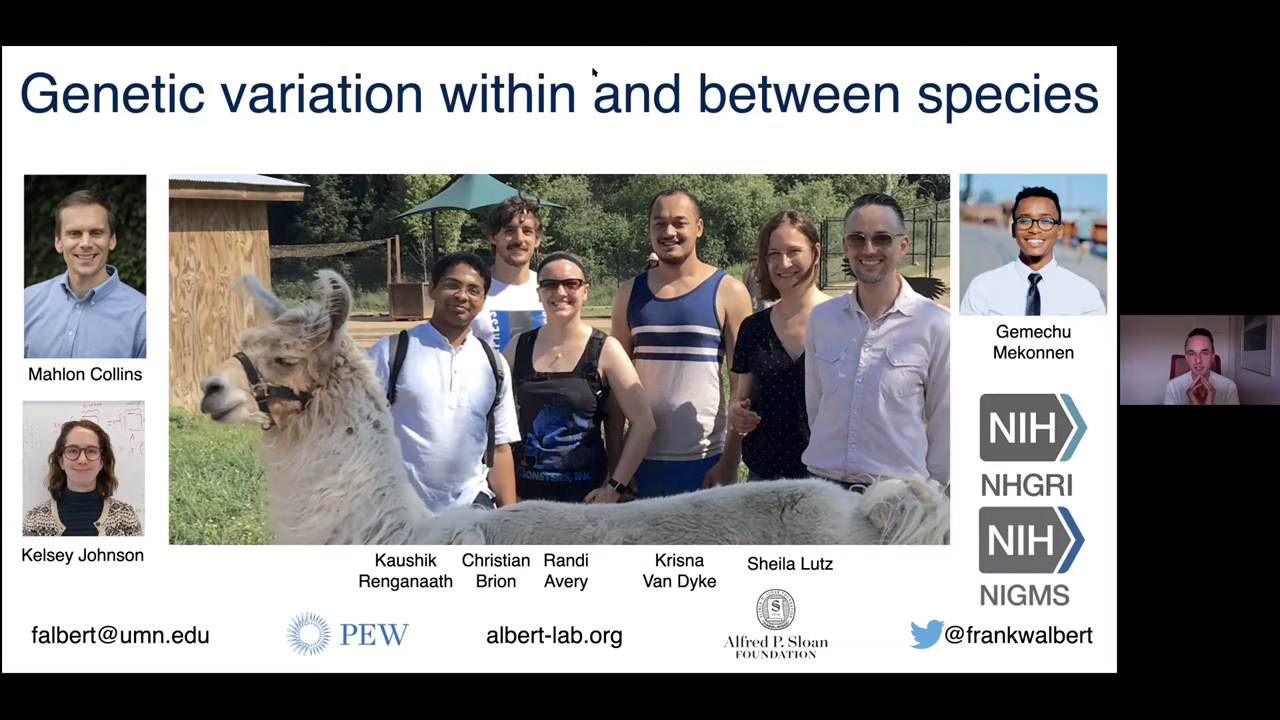 Genetic variation within and between species
Mahlon Collins
Kelsey Johnson
Gemechu
Mekonnen
NIH
NHGRI
NIH
NIGMS
MONSTERS, INC
Kaushik
Renganaath
Christian
Brion
Randi
Avery
Krisna
Van Dyke
Sheila Lutz
falbert@umn.edu
PEW
albert-lab.org
Alfred P. Sloan
FOUNDATION
@frankwalbert